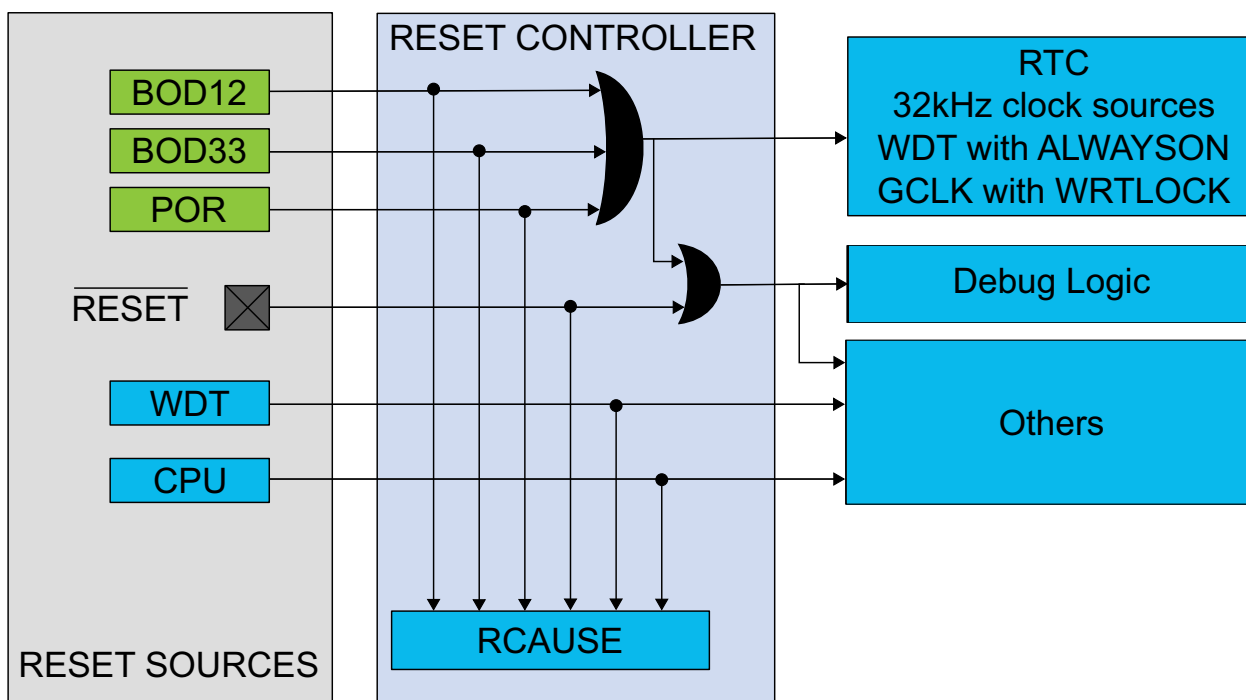 RESET CONTROLLER
BOD12
BOD33
POR
RESET
WDT
CPU
RESET SOURCES
RCAUSE
RTC
32kHz clock sources
WDT with ALWAYSON
GCLK with WRTLOCK
Debug Logic
Others